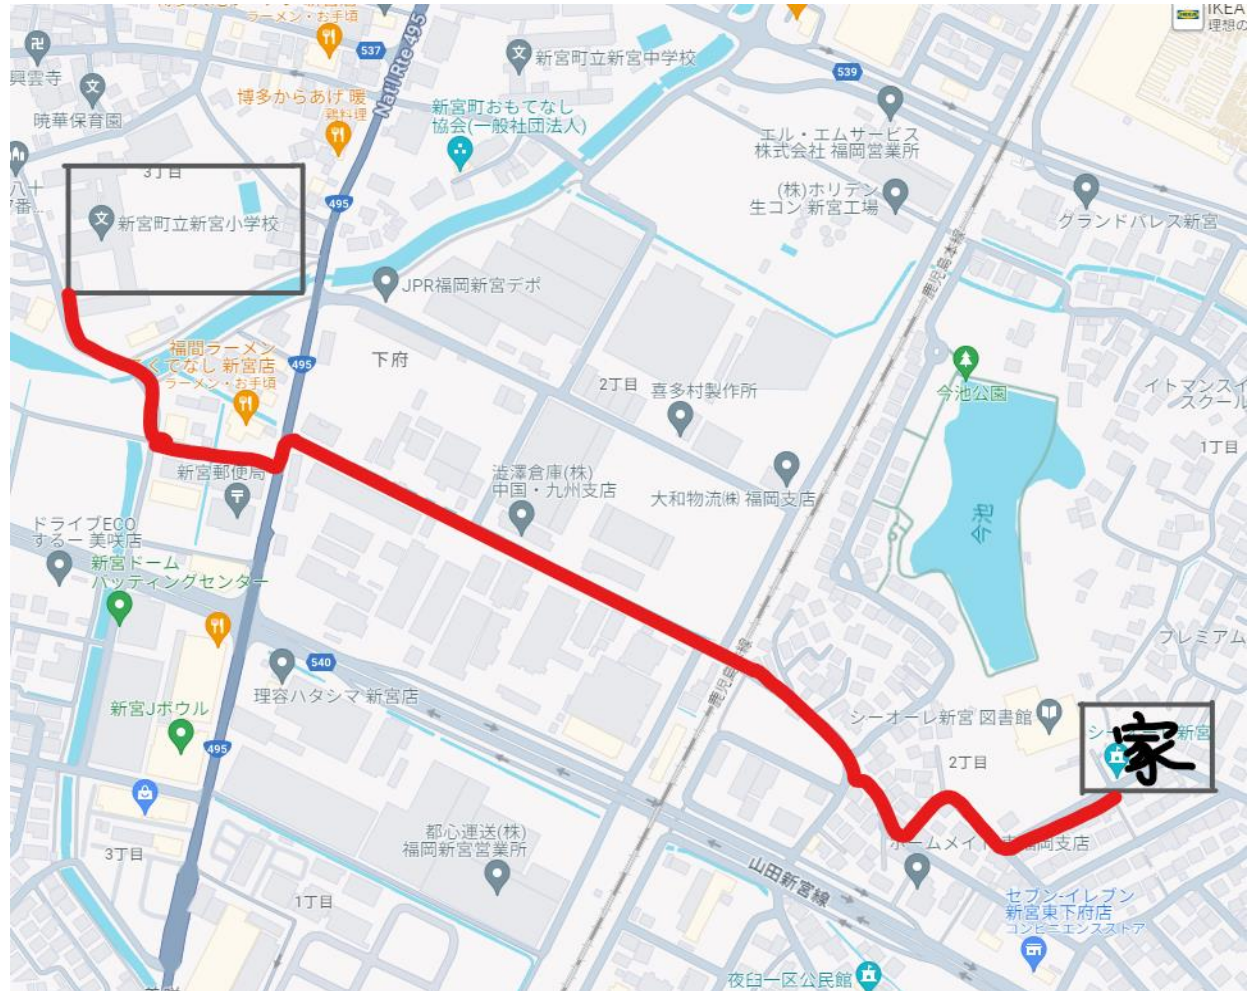 ラーメン・お手頃
IKEA
理想の
537
Nat'l Rte 495
新宮町立新宮中学校
539
興雲寺
暁華保育園
博多からあげ 暖
鶏料理
新宮町おもてなし
協会(一般社団法人)
エル・エムサービス
株式会社 福岡営業所
3丁目
八十
7番...
新宮町立新宮小学校
495
(株)ホリデン
生コン 新宮工場
グランドパレス新宮
鹿児島本線
JPR福岡新宮デポ
福間ラーメン
くてなし 新宮店
ラーメン・お手頃
495
下府
2丁目
喜多村製作所
今池公園
イトマンスイ
スクール
1丁目
新宮郵便局
澁澤倉庫(株)
中国・九州支店
大和物流㈱ 福岡支店
今池
ドライブECO
するー 美咲店
新宮ドーム
バッティングセンター
プレミアム
540
理容ハタシマ 新宮店
新宮Jボウル
495
シーオーレ新宮 図書館
新宮
家
2丁目
都心運送(株)
福岡新宮営業所
ホームメイト
福岡支店
3丁目
1丁目
山田新宮線
セブン-イレブン
新宮東下府店
コンビニエンスストア
夜臼一区公民館